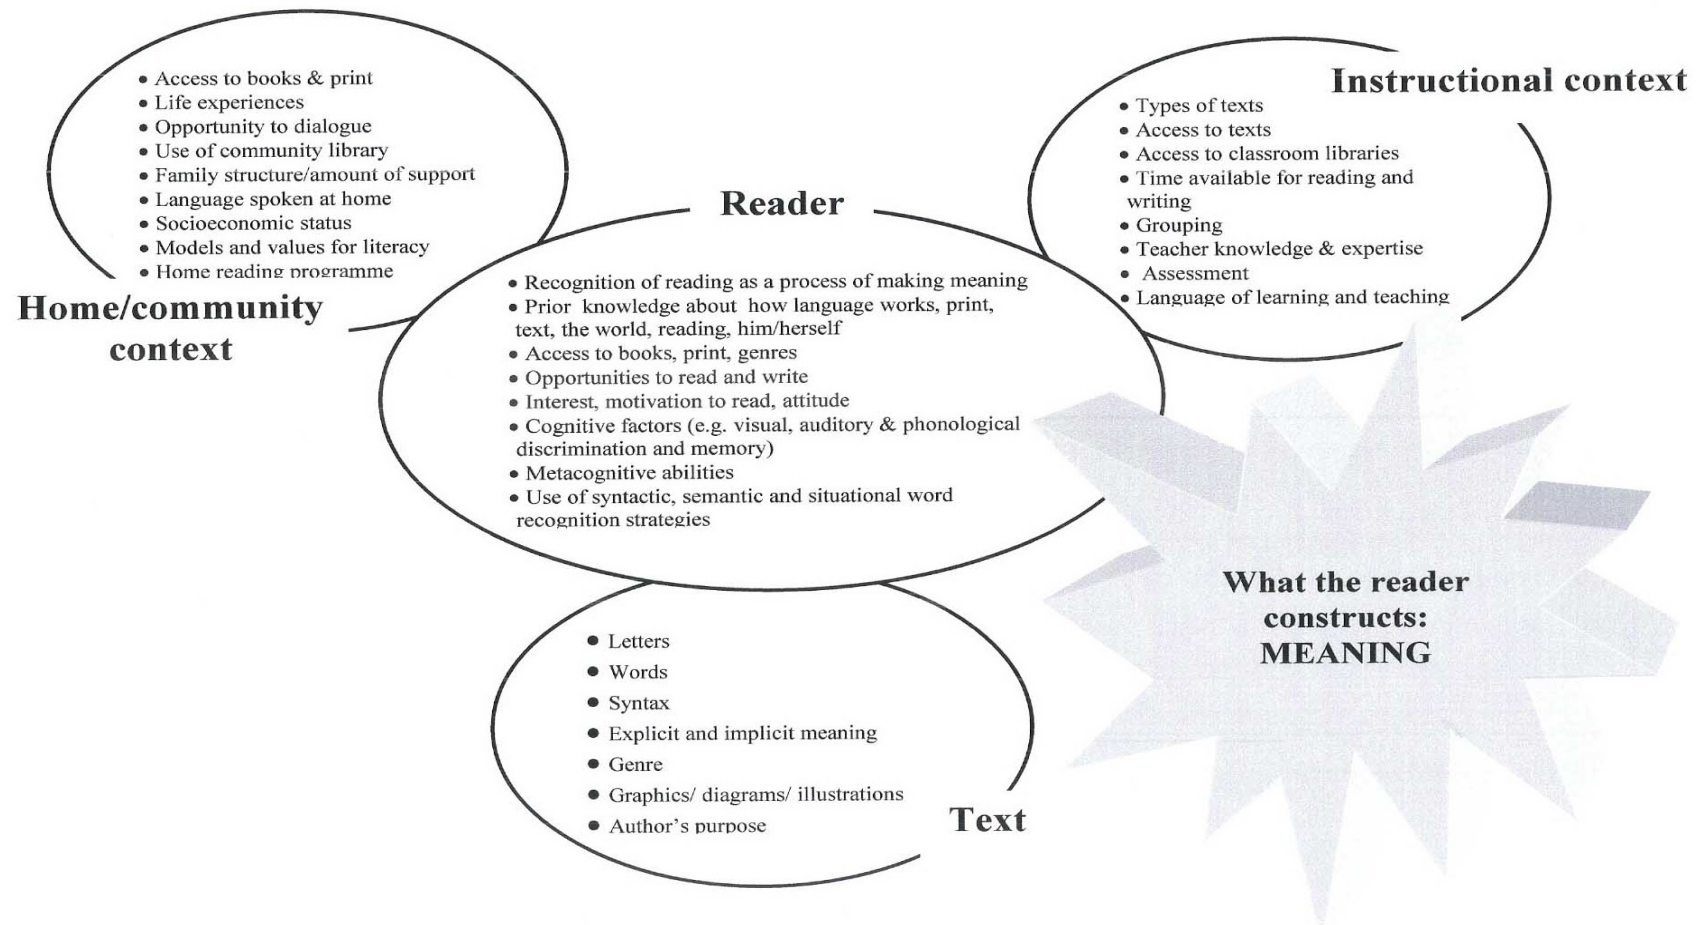 • Access to books & print
• Life experiences
• Opportunity to dialogue
• Use of community library
• Family structure/amount of support
• Language spoken at home
• Socioeconomic status
• Models and values for literacy
• Home reading programme
Home/community
context
Instructional context
• Types of texts
• Access to texts
• Access to classroom libraries
• Time available for reading and
writing
• Grouping
• Teacher knowledge & expertise
• Assessment
• Language of learning and teaching
Reader
• Recognition of reading as a process of making meaning
• Prior knowledge about how language works, print,
text, the world, reading, him/herself
• Access to books, print, genres
• Opportunities to read and write
• Interest, motivation to read, attitude
• Cognitive factors (e.g. visual, auditory & phonological
discrimination and memory)
• Metacognitive abilities
• Use of syntactic, semantic and situational word
recognition strategies
What the reader
constructs:
MEANING
• Letters
• Words
• Syntax
• Explicit and implicit meaning
• Genre
• Graphics/ diagrams/ illustrations
• Author's purpose
Text